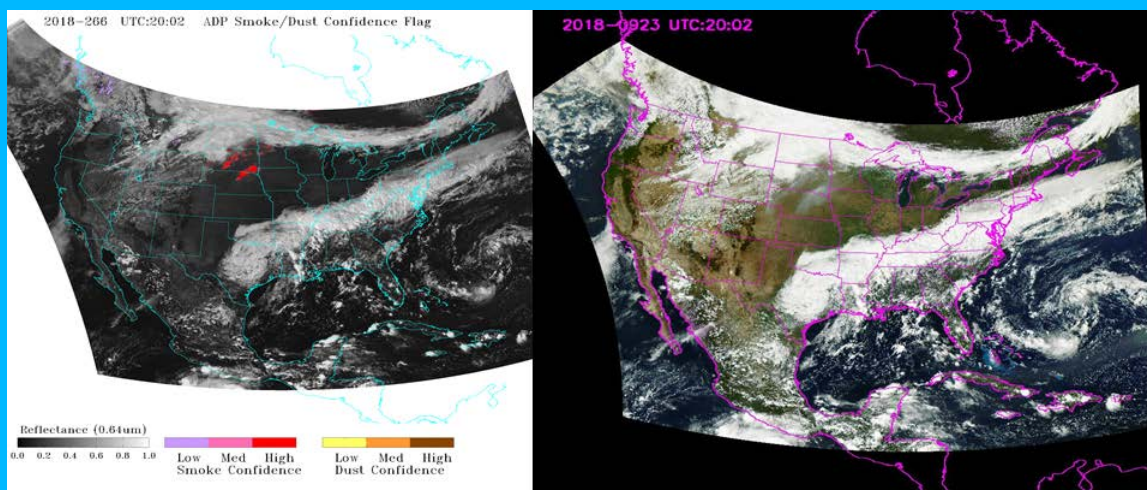 2018-266 UTC:20:02 ADP Smoke/Dust Confidence Flag
2018-0923 UTC:20:02
Reflectance (0.64um)
0.0 0.2 0.4 0.6 0.8 1.0
Low Med High
Smoke Confidence
Low Med High
Dust Confidence